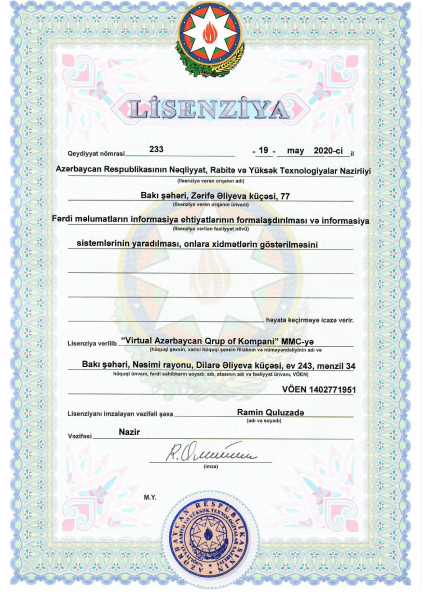 LİSENZİYA
Qeydiyyat nömrəsi 233 - 19 - may 2020-ci il
Azərbaycan Respublikasının Nəqliyyat, Rabitə və Yüksək Texnologiyalar Nazirliyi
(lisenziya verən orqanın adı)
Bakı şəhəri, Zərifə Əliyeva küçəsi, 77
(lisenziya verən orqanın ünvanı)
Fərdi məlumatların informasiya ehtiyatlarının formalaşdırılması və informasiya
(lisenziya verilən fəaliyyət növü)
sistemlərinin yaradılması, onlara xidmətlərin göstərilməsini
həyata keçirməyə icazə verir.
Lisenziya verilib "Virtual Azərbaycan Qrup of Kompani" MMC-yə
(hüquqi şəxsin, xarici hüquqi şəxsin filialının və nümayəndəliyinin adı və
Bakı şəhəri, Nəsimi rayonu, Dilarə Əliyeva küçəsi, ev 243, mənzil 34
hüquqi ünvanı, fərdi sahibkarın soyadı, adı, atasının adı və fəaliyyət ünvanı, VÖEN)
VÖEN 1402771951
Lisenziyanı imzalayan vəzifəli şəxs Ramin Quluzadə
(adı və soyadı)
Vəzifəsi Nazir
(imza)
M.Y.
AZƏRBAYCAN RESPUBLİKASININ